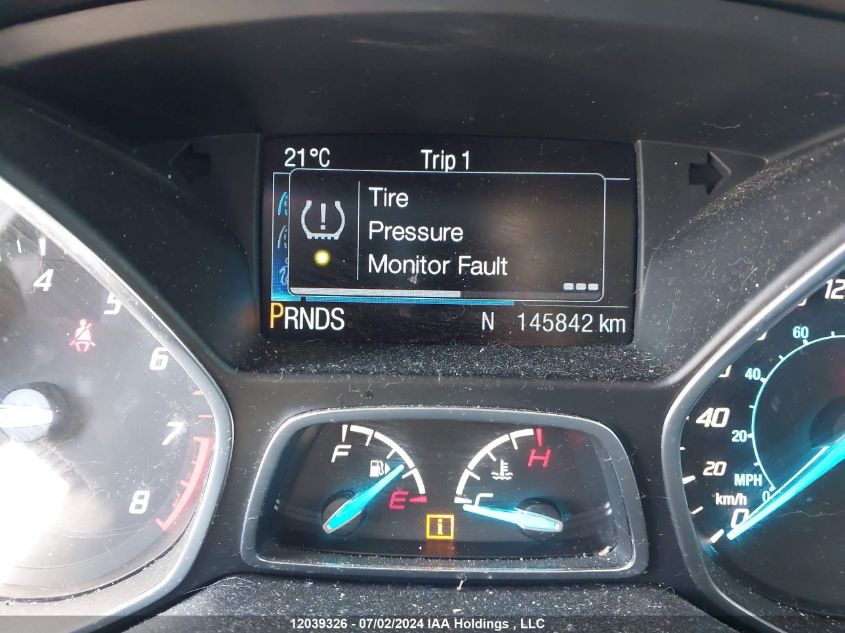 21°C Trip 1
Tire
Pressure
Monitor Fault
PRNDS N 145842 km
4
5
6
7
8
F
E
H
C
i
12
60
40
40
20
20
MPH
km/h
0
0
12039326 - 07/02/2024 IAA Holdings , LLC